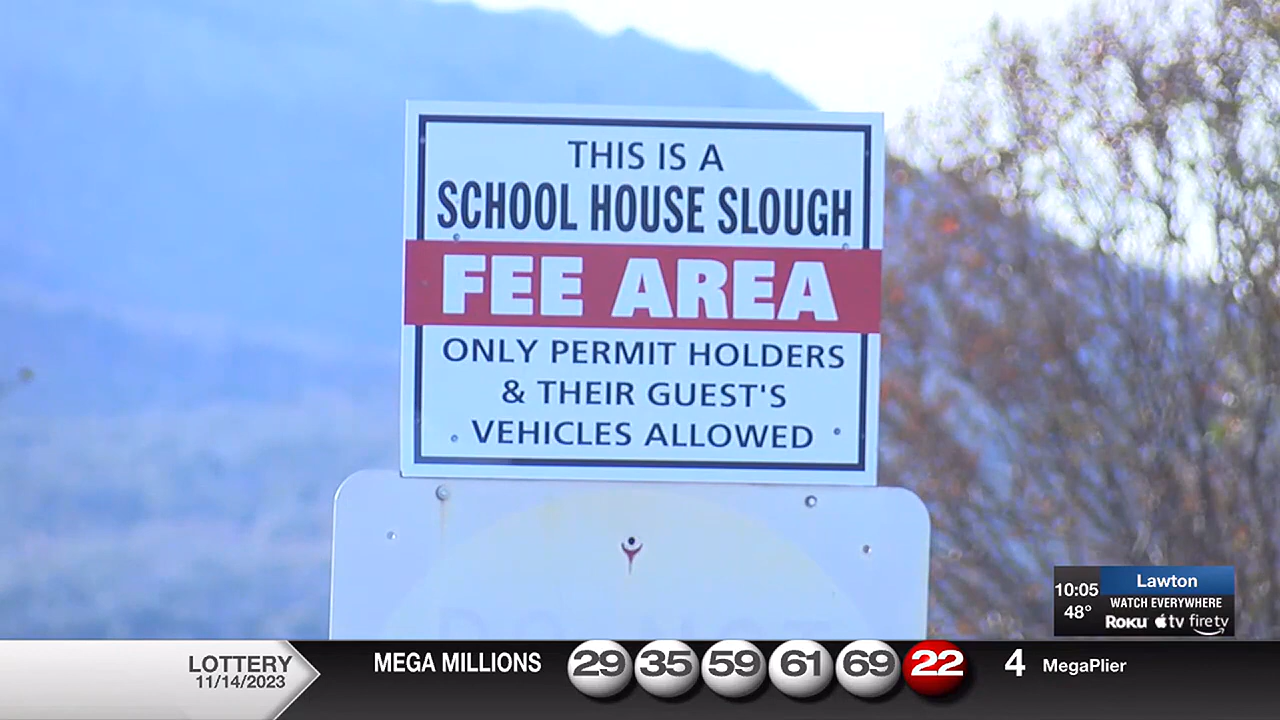 THIS IS A
SCHOOL HOUSE SLOUGH
FEE AREA
ONLY PERMIT HOLDERS
& THEIR GUEST'S
VEHICLES ALLOWED
10:05
48°
Lawton
WATCH EVERYWHERE
Roku tv firetv
LOTTERY
11/14/2023
MEGA MILLIONS 29 35 59 61 69 22 4 MegaPlier